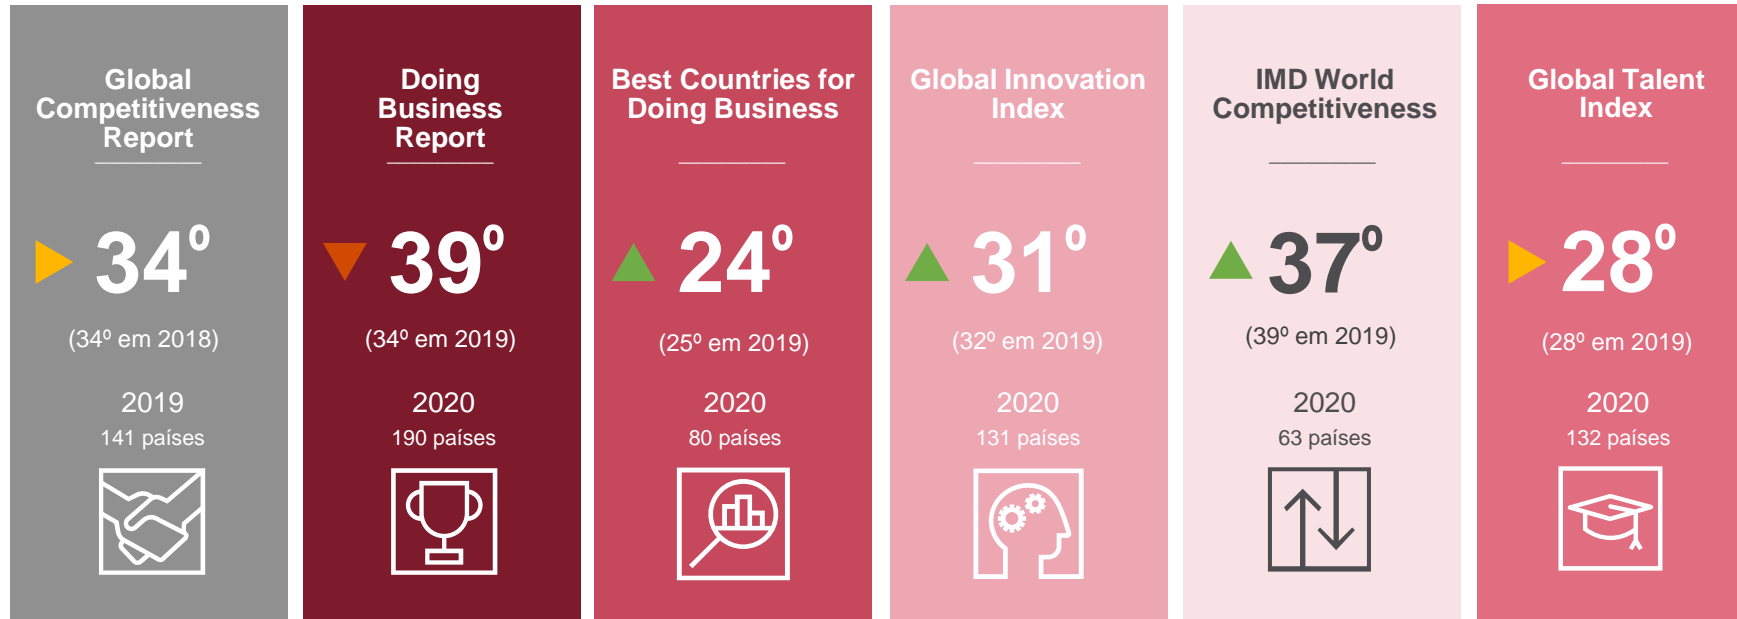 Global
Competitiveness
Report
34º
(34º em 2018)
2019
141 países
Doing
Business
Report
39º
(34º em 2019)
2020
190 países
Best Countries for
Doing Business
24º
(25º em 2019)
2020
80 países
Global Innovation
Index
31º
(32º em 2019)
2020
131 países
IMD World
Competitiveness
37º
(39º em 2019)
2020
63 países
Global Talent
Index
28º
(28º em 2019)
2020
132 países